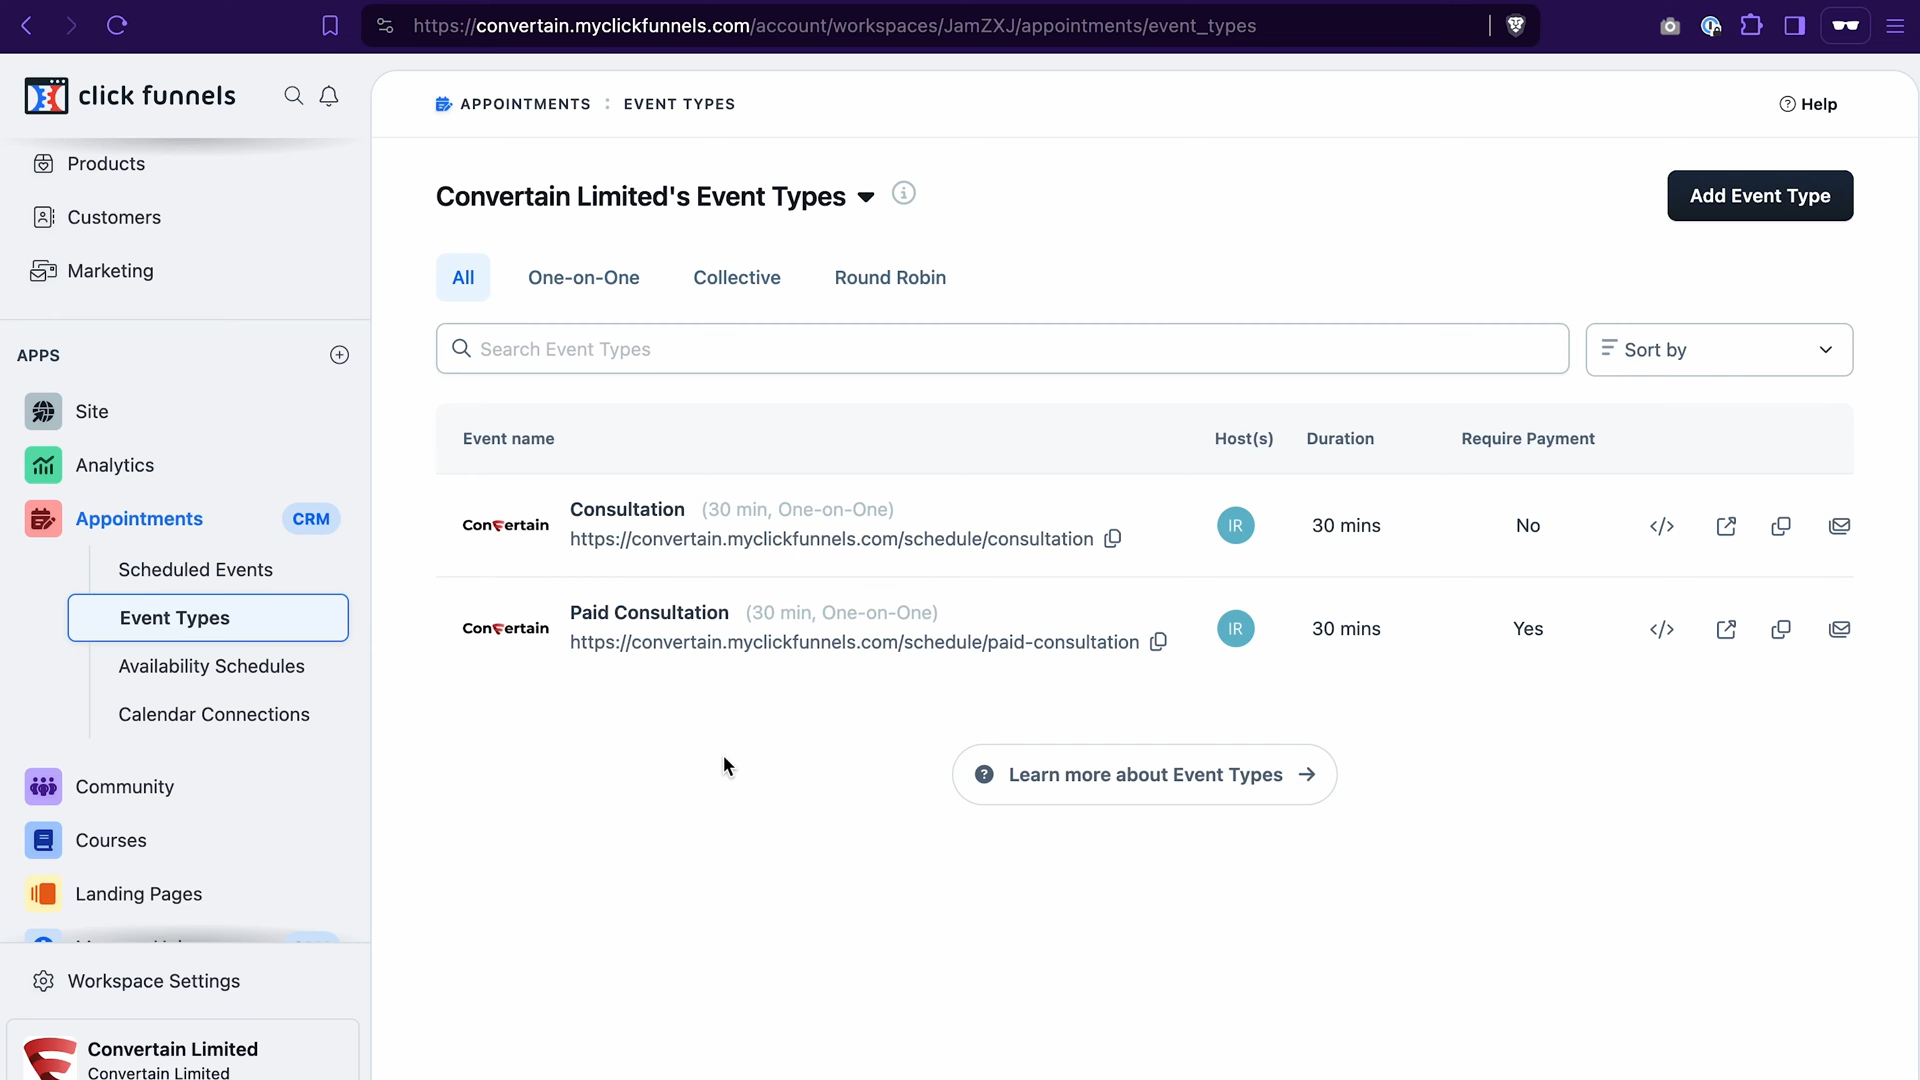 https://convertain.myclickfunnels.com/account/workspaces/JamZXJ/appointments/event_types
click funnels
Products
Customers
Marketing
APPS
Site
Analytics
Appointments CRM
Scheduled Events
Event Types
Availability Schedules
Calendar Connections
Community
Courses
Landing Pages
Workspace Settings
Convertain Limited
Convertain Limited
APPOINTMENTS : EVENT TYPES
Help
Convertain Limited's Event Types
Add Event Type
All One-on-One Collective Round Robin
Search Event Types
Sort by
Event name Host(s) Duration Require Payment
Convertain
Consultation (30 min, One-on-One)
https://convertain.myclickfunnels.com/schedule/consultation
IR 30 mins No
Convertain
Paid Consultation (30 min, One-on-One)
https://convertain.myclickfunnels.com/schedule/paid-consultation
IR 30 mins Yes
Learn more about Event Types